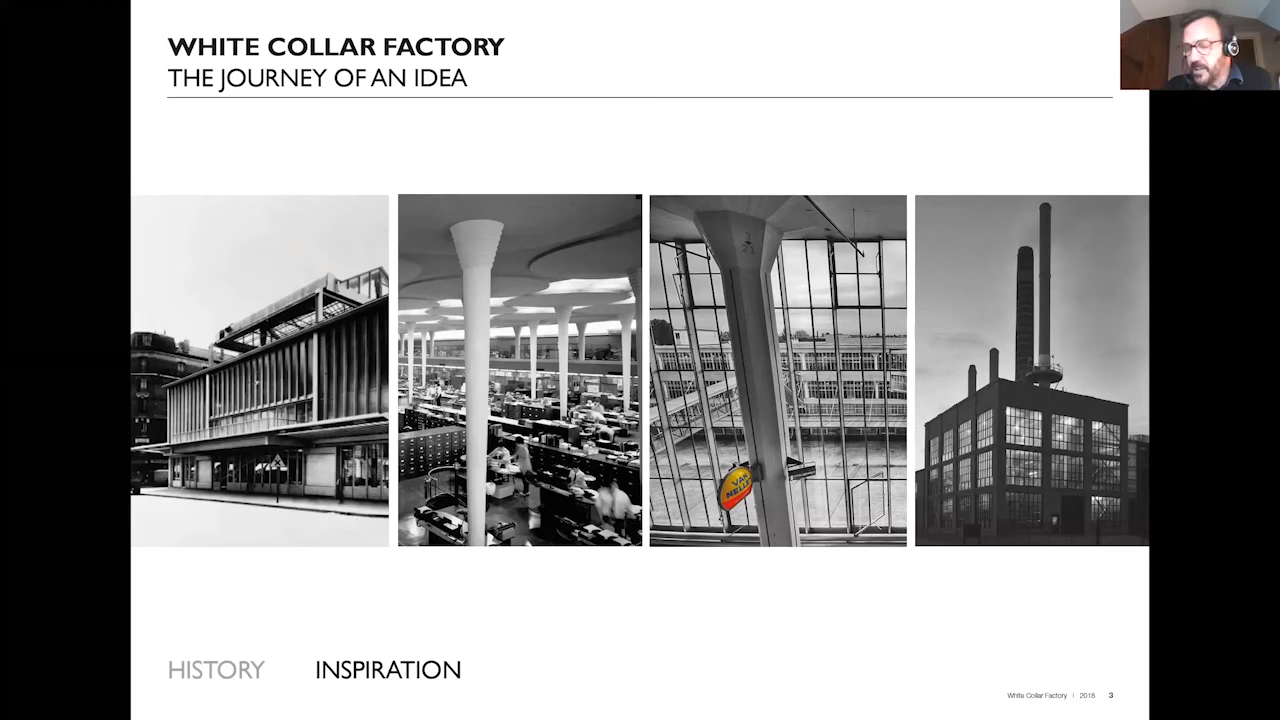 WHITE COLLAR FACTORY
THE JOURNEY OF AN IDEA
VAN
NELLE
HISTORY
INSPIRATION
White Collar Factory | 2018 3